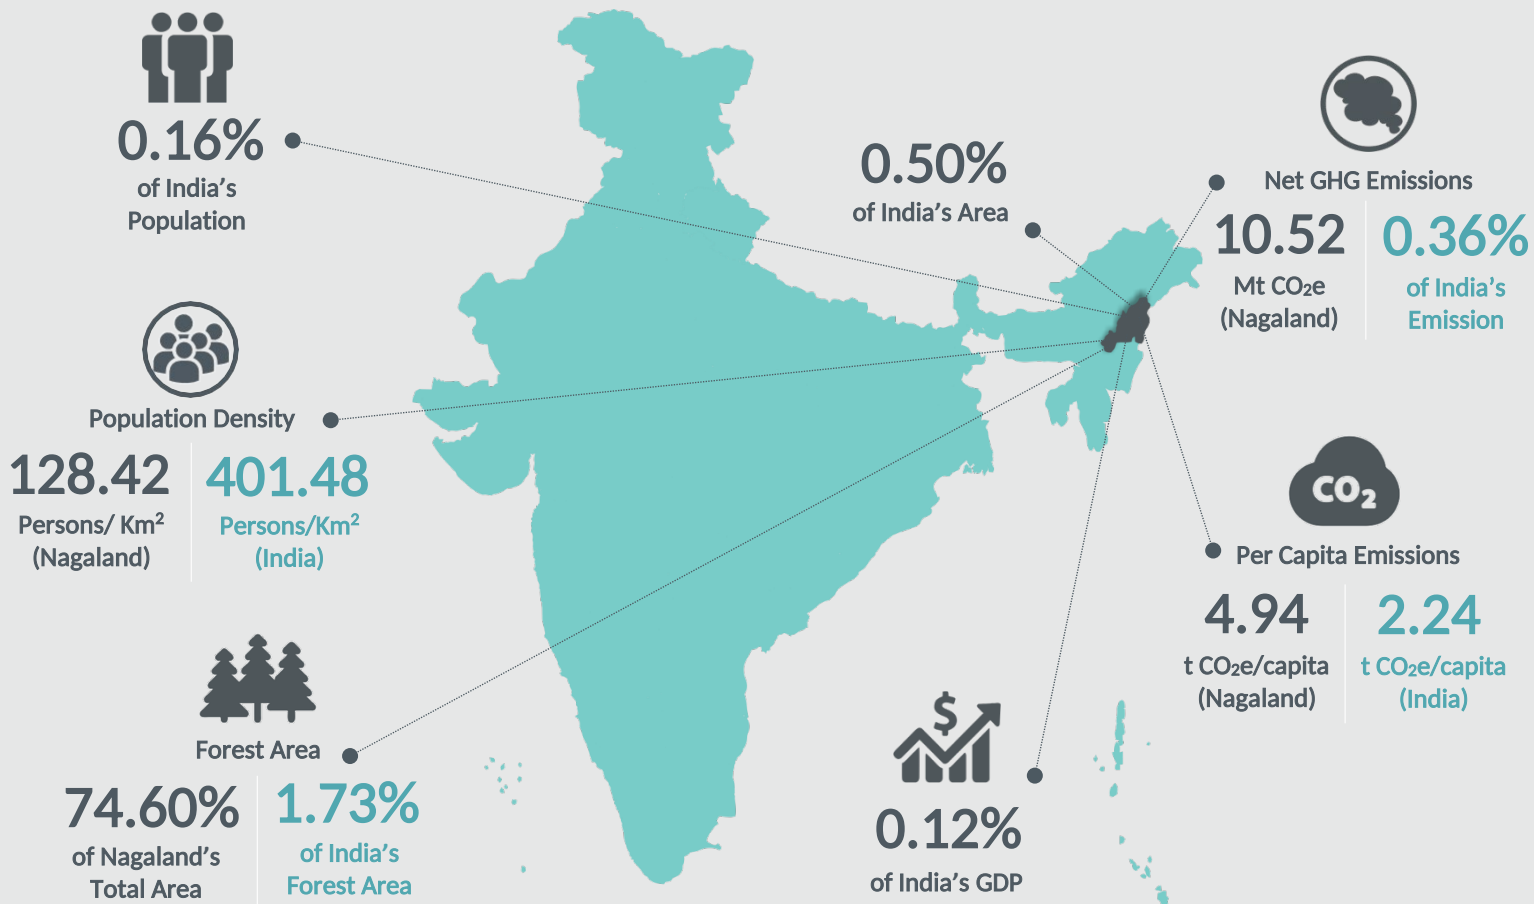 0.16%
of India's
Population
Population Density
128.42
Persons/ Km²
(Nagaland)
401.48
Persons/Km²
(India)
Forest Area
74.60%
of Nagaland's
Total Area
1.73%
of India's
Forest Area
0.50%
of India's Area
$
0.12%
of India's GDP
Net GHG Emissions
10.52
Mt CO₂e
(Nagaland)
0.36%
of India's
Emission
CO₂
Per Capita Emissions
4.94
t CO₂e/capita
(Nagaland)
2.24
t CO₂e/capita
(India)